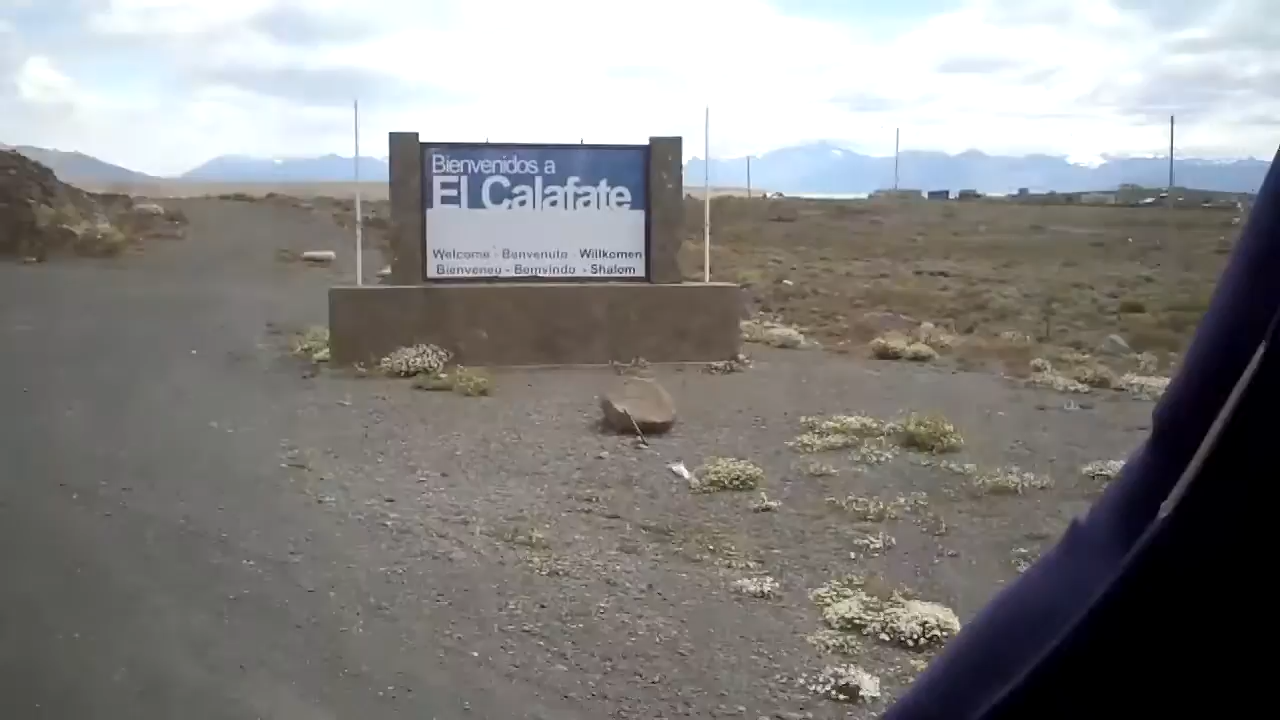 Bienvenidos a
El Calafate
Welcome - Benvenuto - Willkomen
Bienveneu - Bemvindo - Shalom